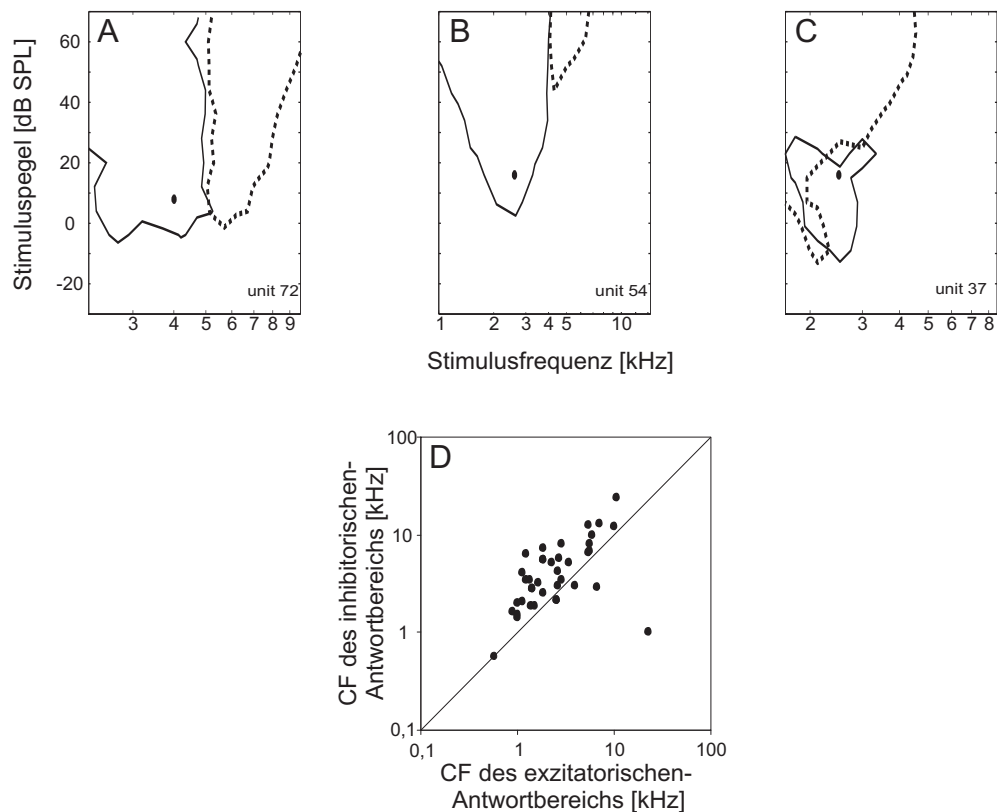 A
B
C
Stimuluspegel [dB SPL]
60
40
20
0
-20
unit 72
unit 54
unit 37
3 4 5 6 7 8 9
1 2 3 4 5 10
2 3 4 5 6 7 8
Stimulusfrequenz [kHz]
D
CF des inhibitorischen-
Antwortbereichs [kHz]
100
10
1
0,1
0,1 1 10 100
CF des exzitatorischen-
Antwortbereichs [kHz]